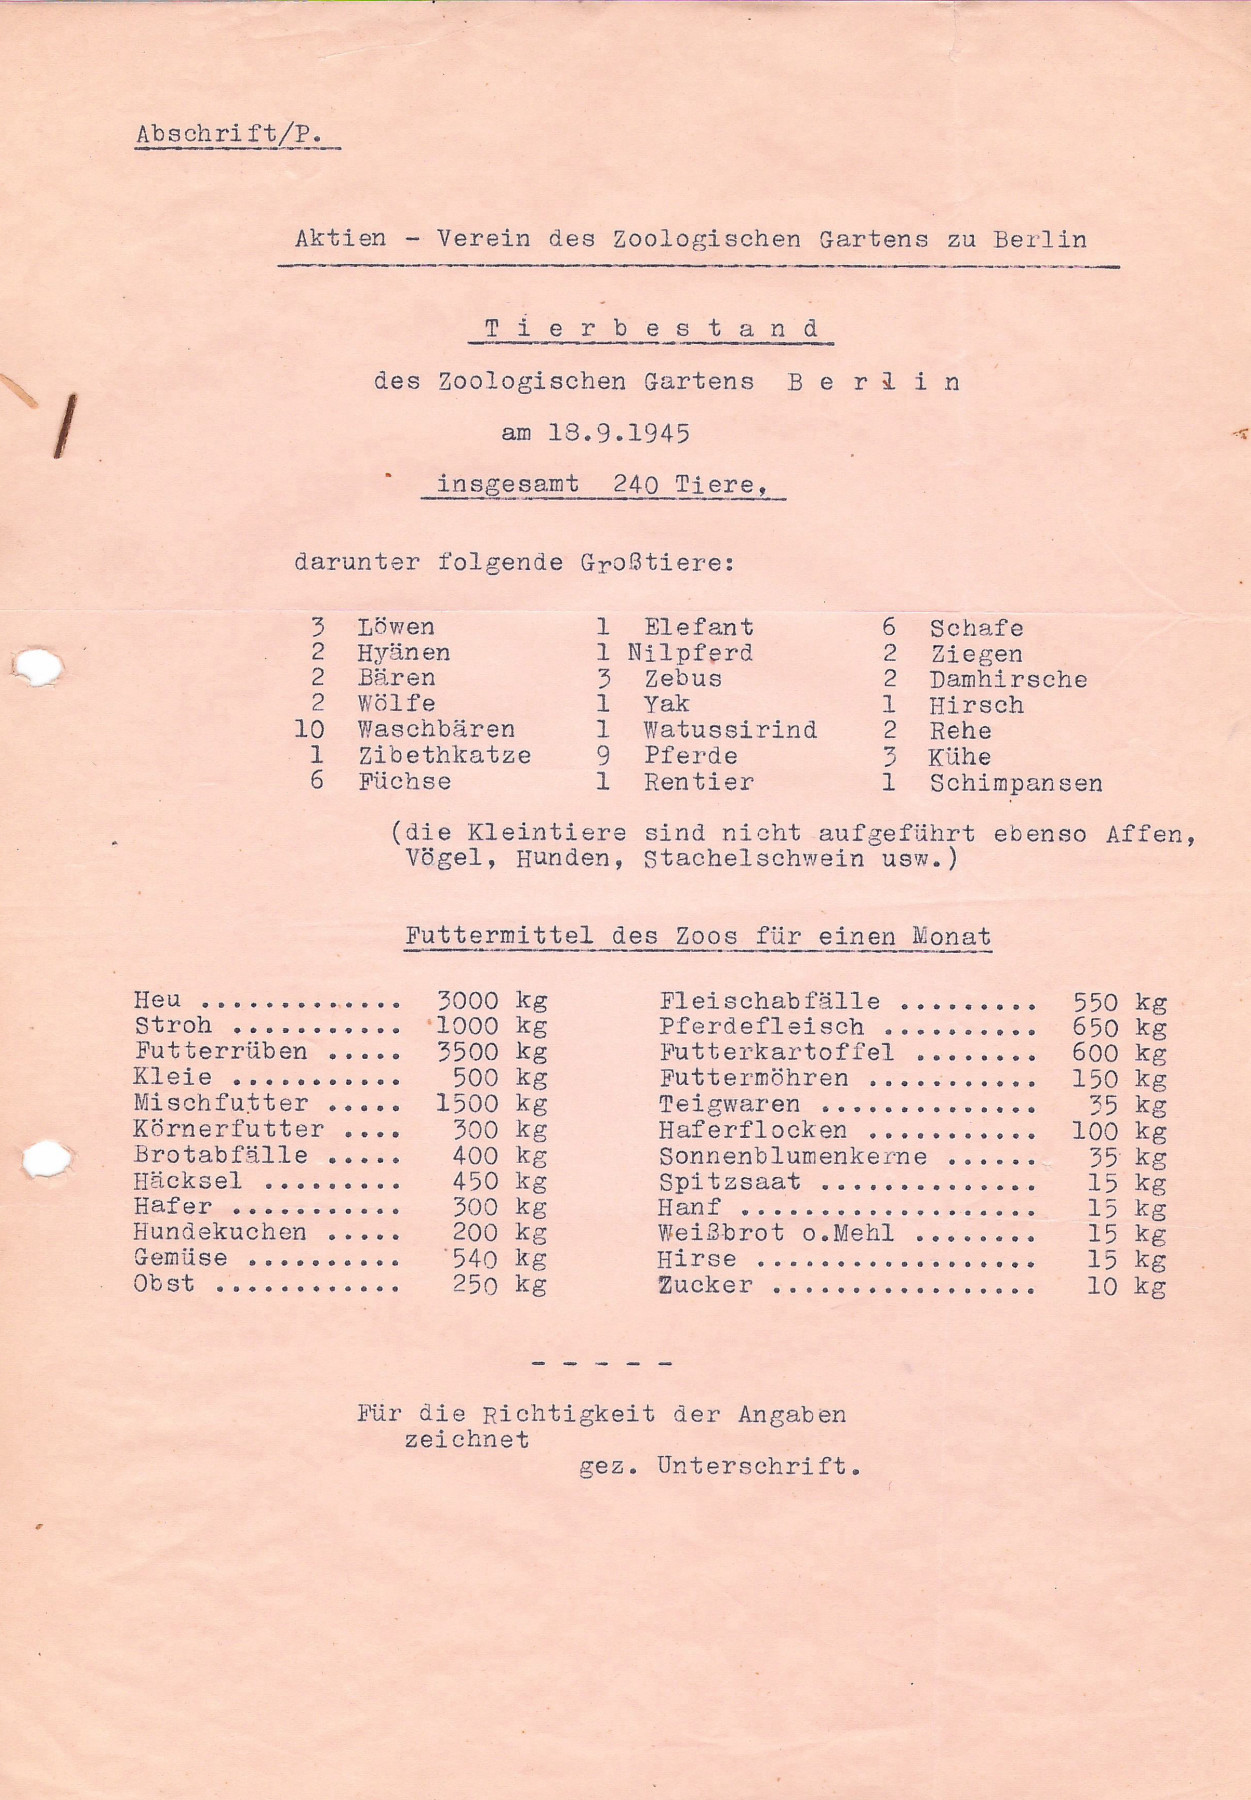 Abschrift/P.
Aktien - Verein des Zoologischen Gartens zu Berlin
T i e r b e s t a n d
des Zoologischen Gartens B e r l i n
am 18.9.1945
insgesamt 240 Tiere,
darunter folgende Großtiere:
3 Löwen 1 Elefant 6 Schafe
2 Hyänen 1 Nilpferd 2 Ziegen
2 Bären 3 Zebus 2 Damhirsche
2 Wölfe 1 Yak 1 Hirsch
10 Waschbären 1 Watussirind 2 Rehe
1 Zibethkatze 9 Pferde 3 Kühe
6 Füchse 1 Rentier 1 Schimpansen
(die Kleintiere sind nicht aufgeführt ebenso Affen,
Vögel, Hunden, Stachelschwein usw.)
Futtermittel des Zoos für einen Monat
Heu ............. 3000 kg Fleischabfälle ......... 550 kg
Stroh ........... 1000 kg Pferdefleisch .......... 650 kg
Futterrüben ..... 3500 kg Futterkartoffel ........ 600 kg
Kleie ........... 500 kg Futtermöhren ........... 150 kg
Mischfutter ..... 1500 kg Teigwaren .............. 35 kg
Körnerfutter .... 300 kg Haferflocken ........... 100 kg
Brotabfälle ..... 400 kg Sonnenblumenkerne ...... 35 kg
Häcksel ......... 450 kg Spitzsaat .............. 15 kg
Hafer ........... 300 kg Hanf ................... 15 kg
Hundekuchen ..... 200 kg Weißbrot o.Mehl ........ 15 kg
Gemüse .......... 540 kg Hirse .................. 15 kg
Obst ............ 250 kg Zucker ................. 10 kg
- - - - -
Für die Richtigkeit der Angaben
zeichnet
gez. Unterschrift.